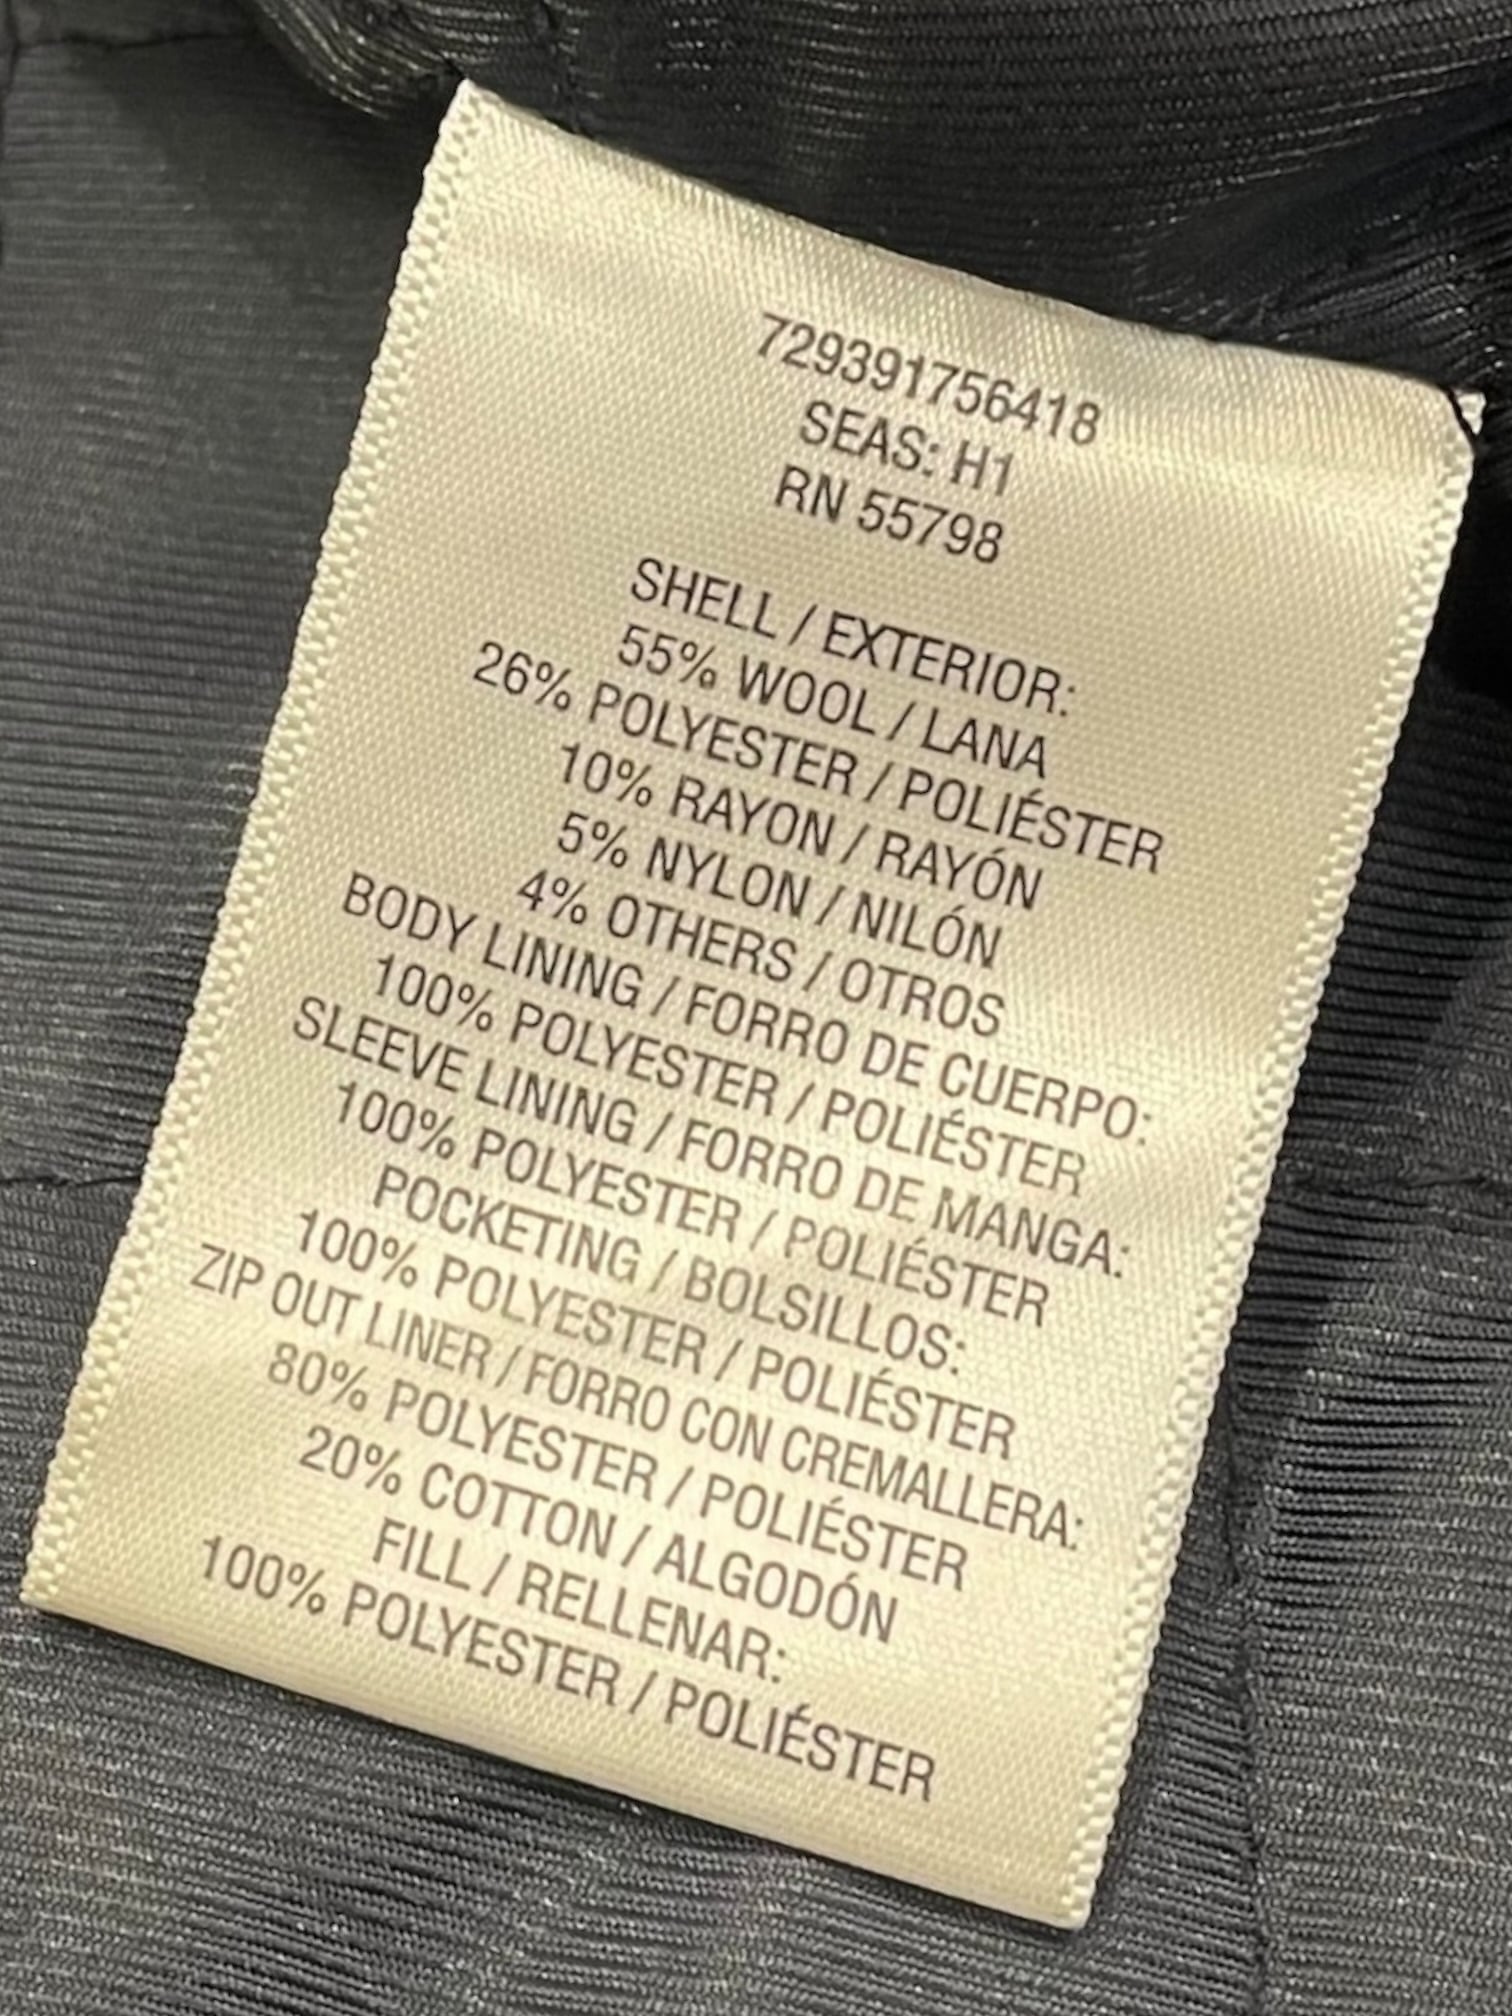 729391756418
SEAS: H1
RN 55798
SHELL / EXTERIOR:
55% WOOL / LANA
26% POLYESTER / POLIÉSTER
10% RAYON / RAYÓN
5% NYLON / NILÓN
4% OTHERS / OTROS
BODY LINING / FORRO DE CUERPO:
100% POLYESTER / POLIÉSTER
SLEEVE LINING / FORRO DE MANGA:
100% POLYESTER / POLIÉSTER
POCKETING / BOLSILLOS:
100% POLYESTER / POLIÉSTER
ZIP OUT LINER / FORRO CON CREMALLERA:
80% POLYESTER / POLIÉSTER
20% COTTON / ALGODÓN
FILL / RELLENAR:
100% POLYESTER / POLIÉSTER